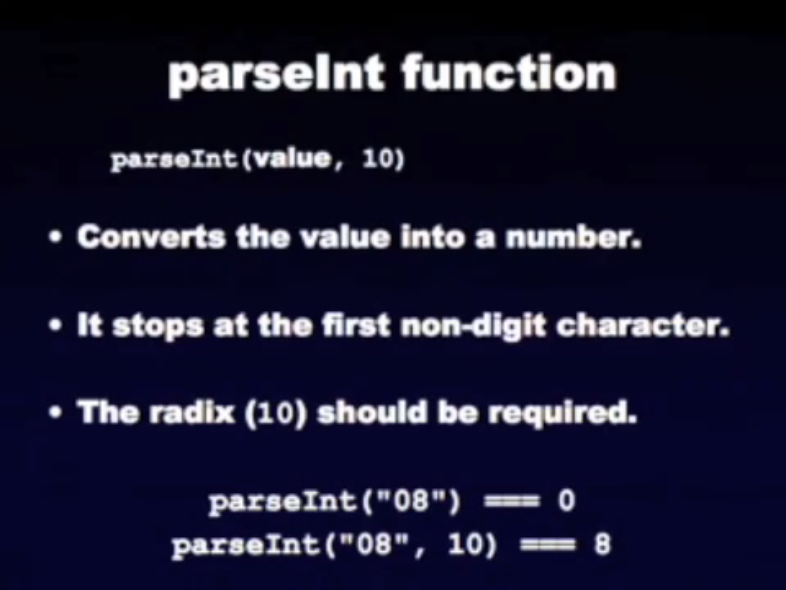 parseInt function
parseInt(value, 10)
• Converts the value into a number.
• It stops at the first non-digit character.
• The radix (10) should be required.
parseInt("08") === 0
parseInt("08", 10) === 8